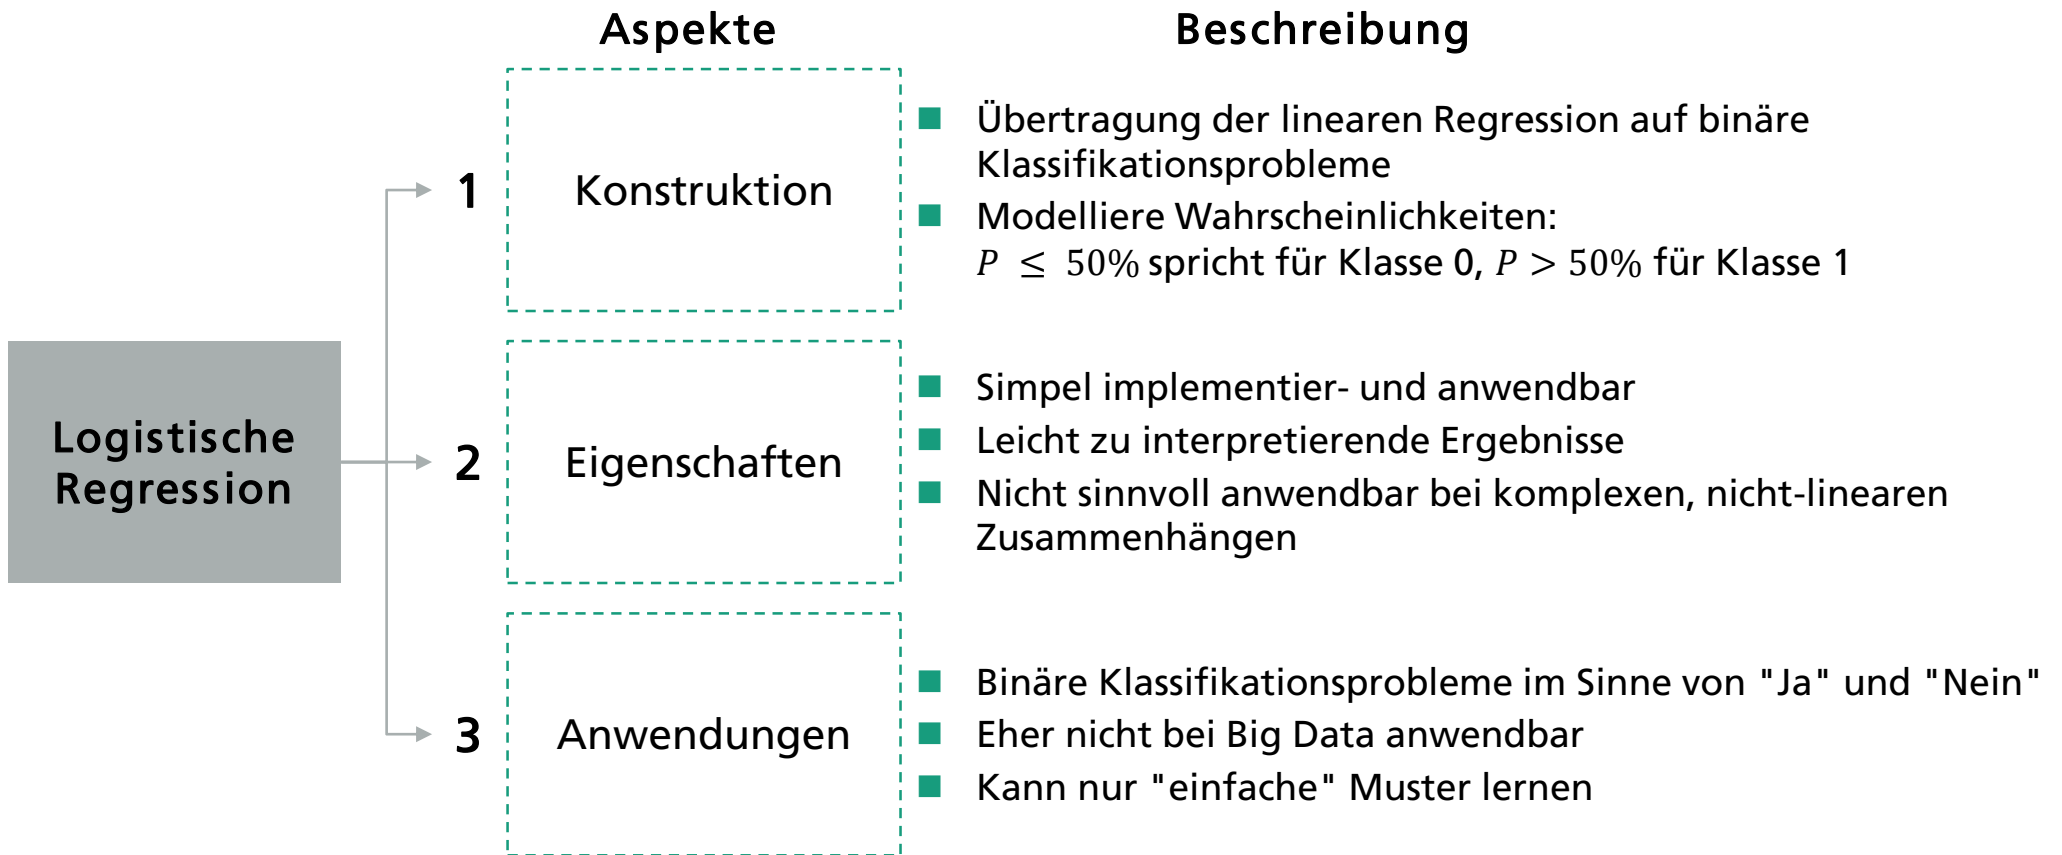 Aspekte
Beschreibung
Logistische
Regression
1
Konstruktion
■ Übertragung der linearen Regression auf binäre
Klassifikationsprobleme
■ Modelliere Wahrscheinlichkeiten:
P ≤ 50% spricht für Klasse 0, P > 50% für Klasse 1
2
Eigenschaften
■ Simpel implementier- und anwendbar
■ Leicht zu interpretierende Ergebnisse
■ Nicht sinnvoll anwendbar bei komplexen, nicht-linearen
Zusammenhängen
3
Anwendungen
■ Binäre Klassifikationsprobleme im Sinne von "Ja" und "Nein"
■ Eher nicht bei Big Data anwendbar
■ Kann nur "einfache" Muster lernen